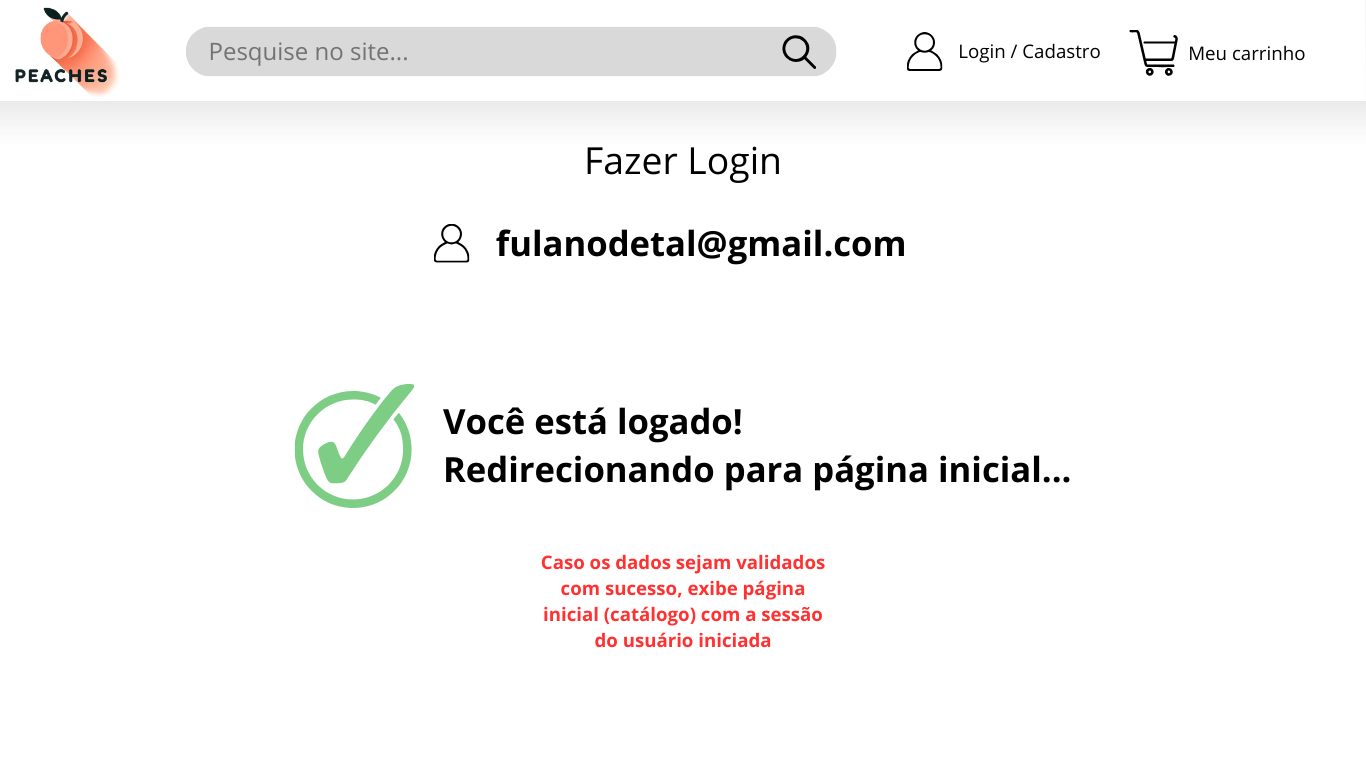 PEACHES
Pesquise no site...
Login / Cadastro
Meu carrinho
Fazer Login
fulanodetal@gmail.com
Você está logado!
Redirecionando para página inicial...
Caso os dados sejam validados
com sucesso, exibe página
inicial (catálogo) com a sessão
do usuário iniciada